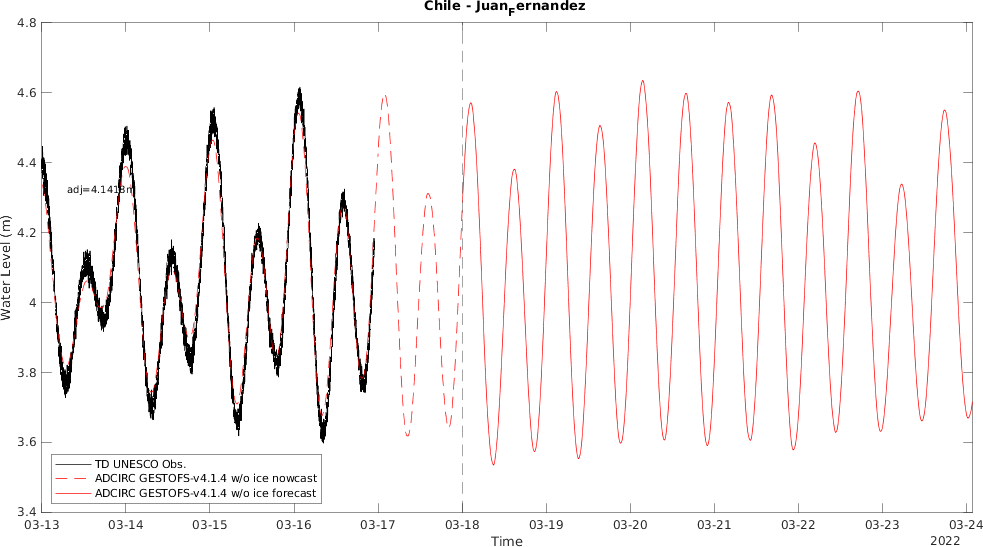 Chile - JuanFernandez
4.8
4.6
4.4
4.2
4
3.8
3.6
3.4
Water Level (m)
adj=4.1413m
TD UNESCO Obs.
ADCIRC GESTOFS-v4.1.4 w/o ice nowcast
ADCIRC GESTOFS-v4.1.4 w/o ice forecast
03-13 03-14 03-15 03-16 03-17 03-18 03-19 03-20 03-21 03-22 03-23 03-24
Time
2022